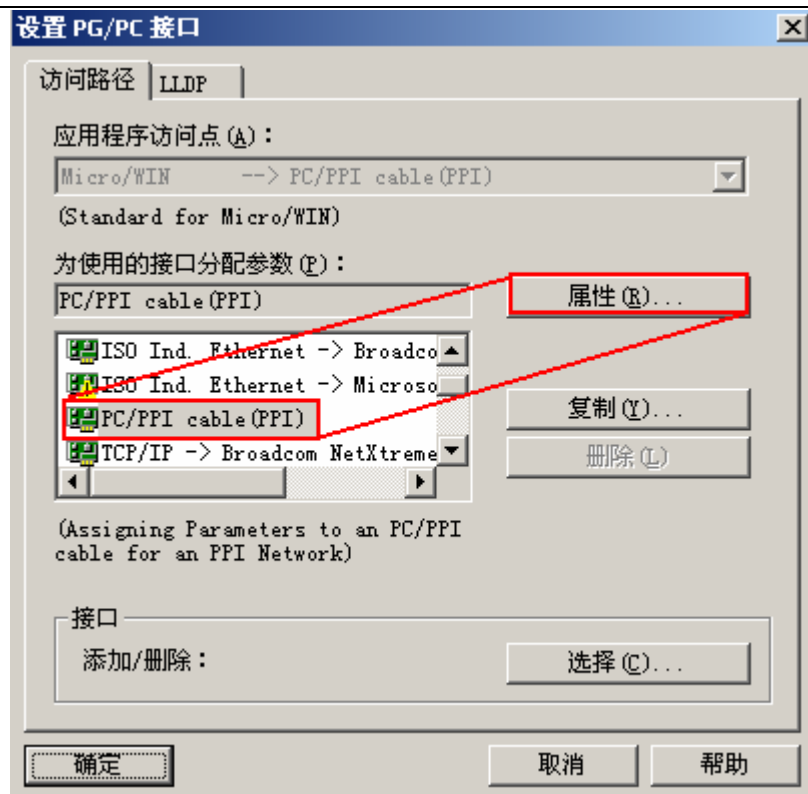 设置 PG/PC 接口
访问路径 LLDP
应用程序访问点(A):
Micro/WIN --> PC/PPI cable(PPI)
(Standard for Micro/WIN)
为使用的接口分配参数(P):
PC/PPI cable(PPI)
属性(R)...
ISO Ind. Ethernet -> Broadco
ISO Ind. Ethernet -> Microso
PC/PPI cable(PPI)
TCP/IP -> Broadcom NetXtreme
复制(Y)...
删除(L)
(Assigning Parameters to an PC/PPI
cable for an PPI Network)
接口
添加/删除:
选择(C)...
确定
取消
帮助